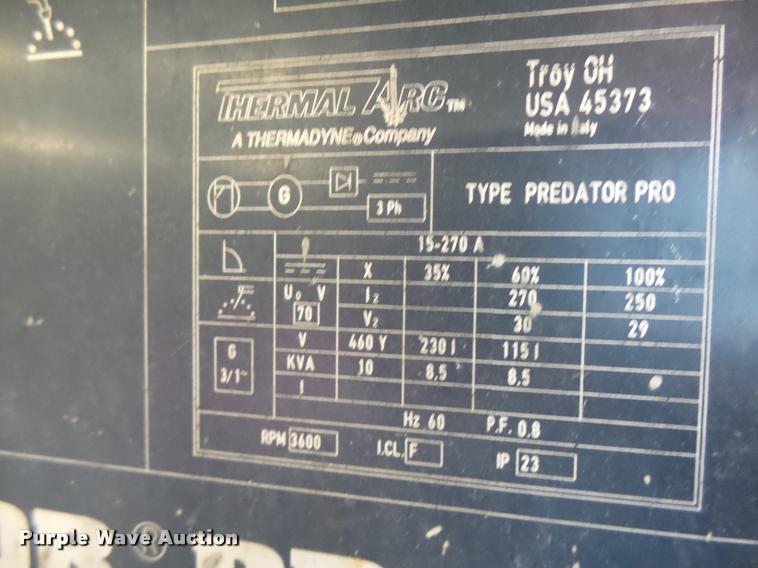 THERMAL ARC™
A THERMADYNE® Company
Troy OH
USA 45373
Made in Italy
G
3 Ph
TYPE PREDATOR PRO
15-270 A
X 35% 60% 100%
U₀ V
70
I₂ 270 250
V₂ 30 29
G
3/1~
V 460 Y 230 I 115 I
KVA 10 8,5 8,5
I
Hz 60 P.F. 0.8
RPM 3600 I.CL. F IP 23
Purple Wave Auction
®